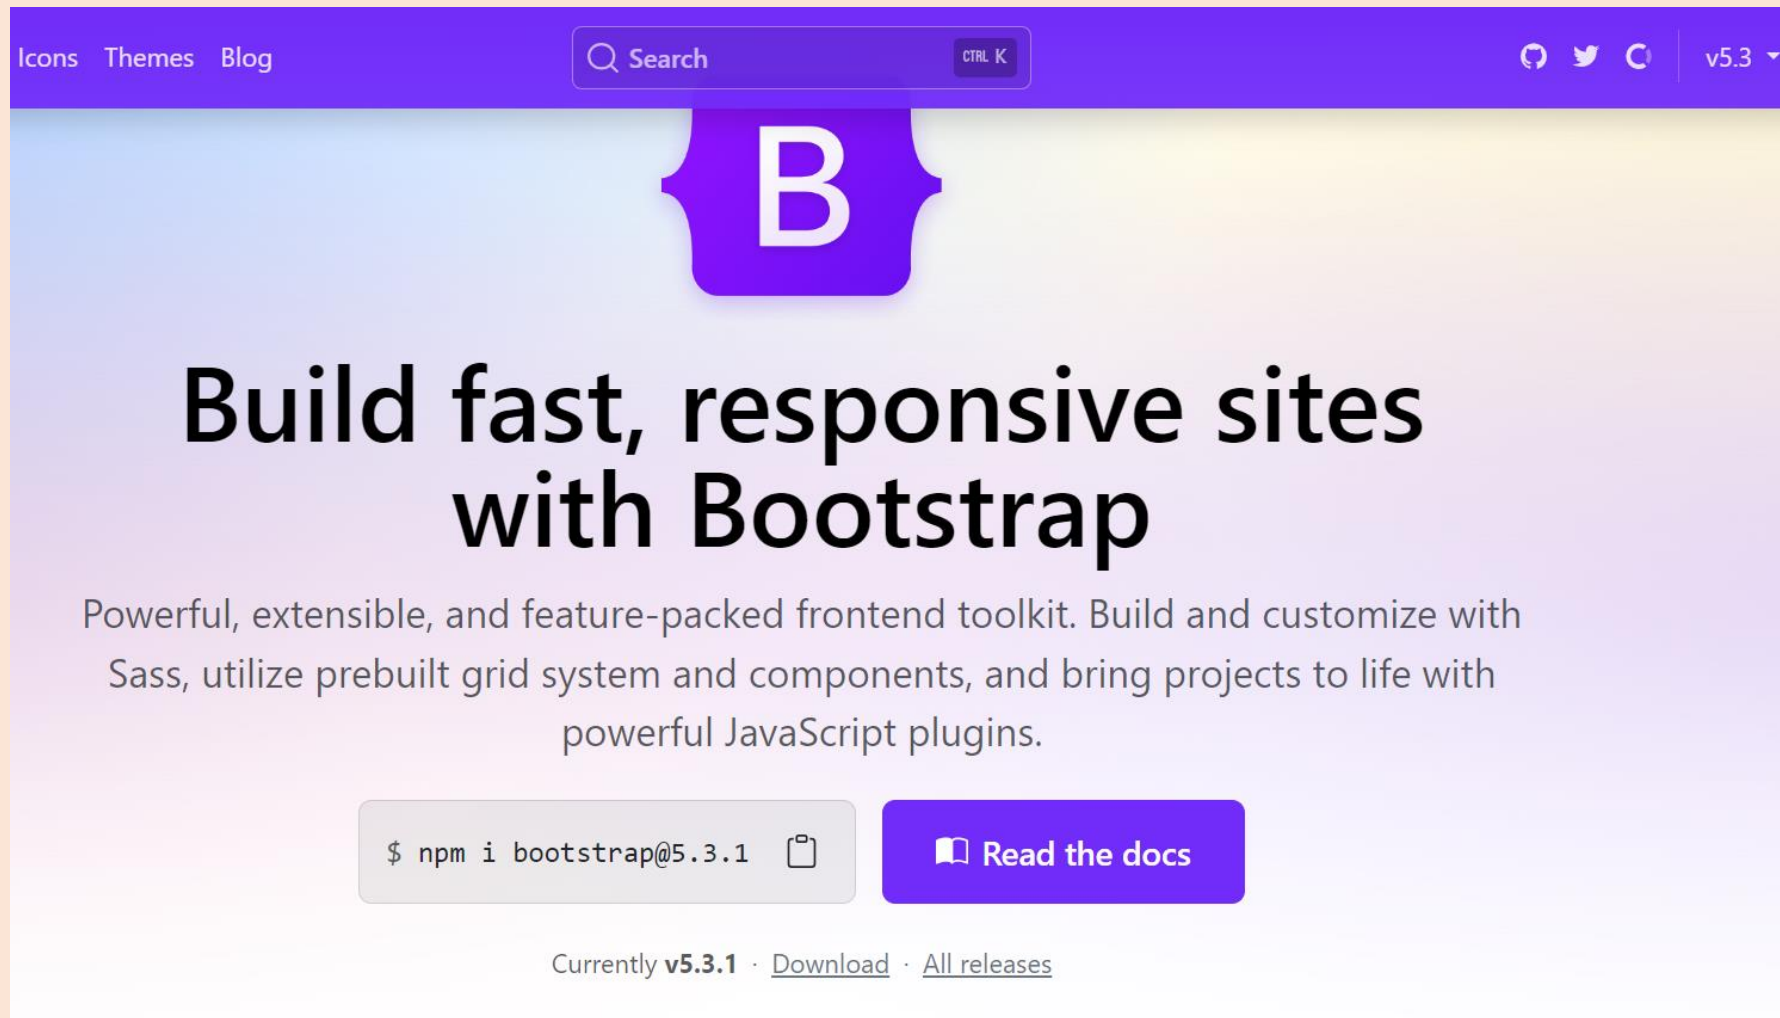 Icons Themes Blog Search CTRL K v5.3
B
Build fast, responsive sites
with Bootstrap
Powerful, extensible, and feature-packed frontend toolkit. Build and customize with
Sass, utilize prebuilt grid system and components, and bring projects to life with
powerful JavaScript plugins.
$ npm i bootstrap@5.3.1 Read the docs
Currently v5.3.1 · Download · All releases